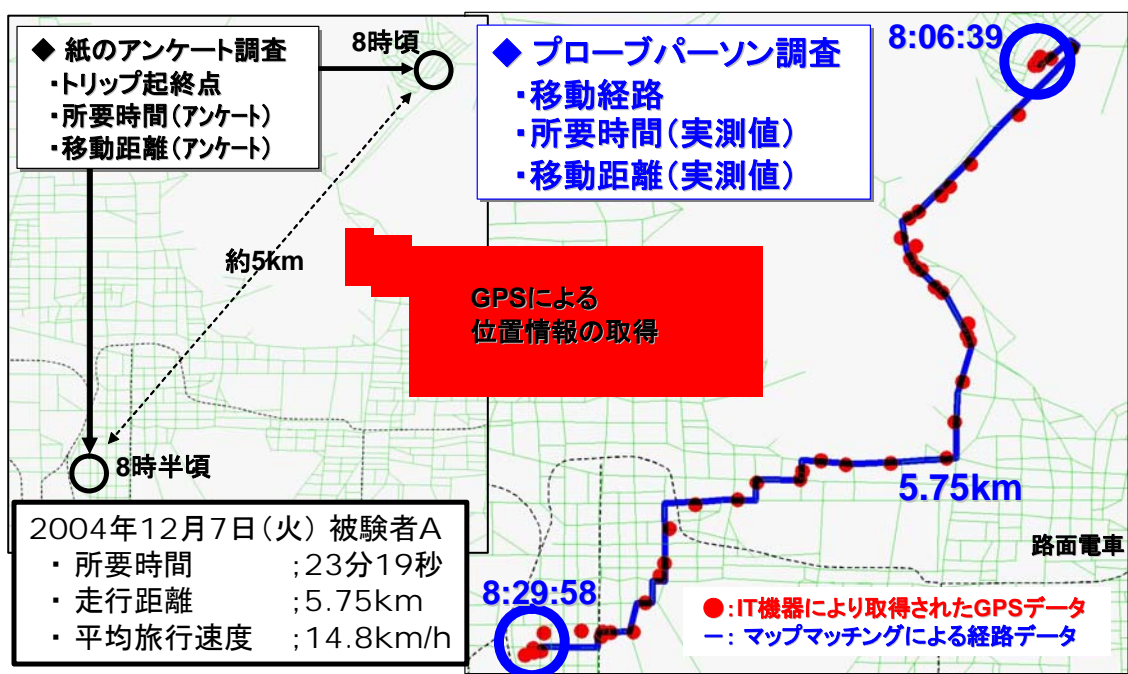 ◆ 紙のアンケート調査
・トリップ起終点
・所要時間(アンケート)
・移動距離(アンケート)
8時頃
約5km
8時半頃
◆ プローブパーソン調査
・移動経路
・所要時間(実測値)
・移動距離(実測値)
8:06:39
GPSによる
位置情報の取得
5.75km
路面電車
8:29:58
2004年12月7日(火) 被験者A
・ 所要時間 ;23分19秒
・ 走行距離 ;5.75km
・ 平均旅行速度 ;14.8km/h
●:IT機器により取得されたGPSデータ
ー: マップマッチングによる経路データ